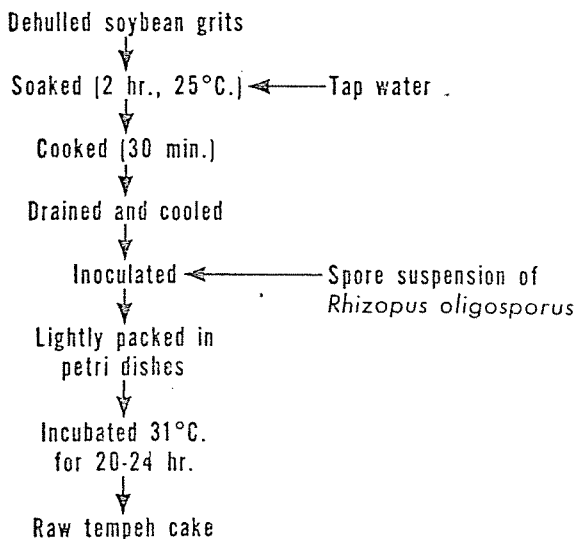 Dehulled soybean grits
Soaked (2 hr., 25°C.)
Tap water
Cooked (30 min.)
Drained and cooled
Inoculated
Spore suspension of
Rhizopus oligosporus
Lightly packed in
petri dishes
Incubated 31°C.
for 20-24 hr.
Raw tempeh cake